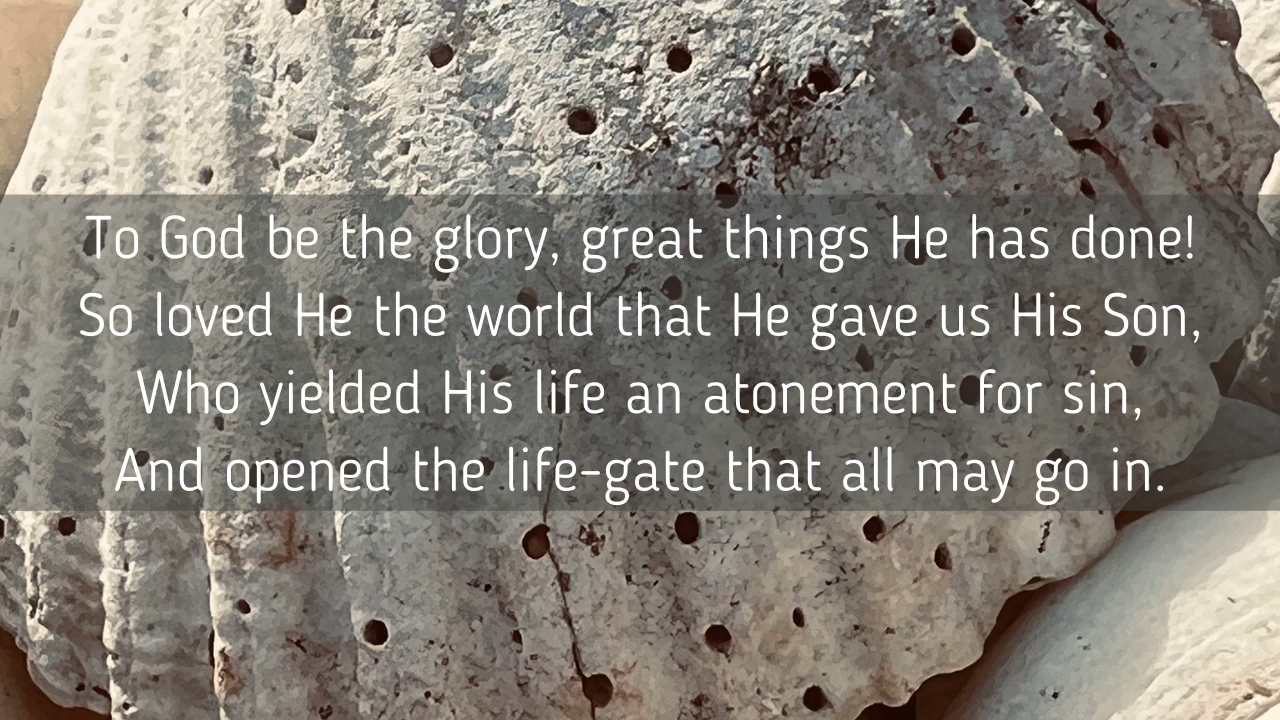 To God be the glory, great things He has done!
So loved He the world that He gave us His Son,
Who yielded His life an atonement for sin,
And opened the life-gate that all may go in.